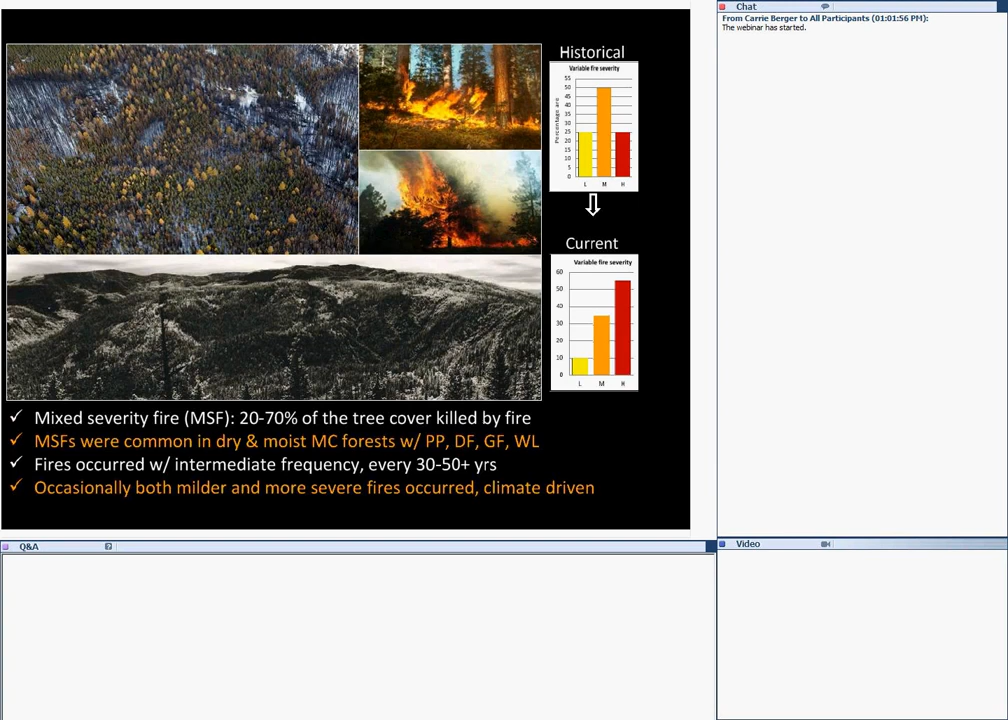 Chat
From Carrie Berger to All Participants (01:01:56 PM):
The webinar has started.
Historical
Variable fire severity
55
50
45
40
35
30
25
20
15
10
5
0
L M H
Current
Variable fire severity
60
50
40
30
20
10
0
L M H
Mixed severity fire (MSF): 20-70% of the tree cover killed by fire
MSFs were common in dry & moist MC forests w/ PP, DF, GF, WL
Fires occurred w/ intermediate frequency, every 30-50+ yrs
Occasionally both milder and more severe fires occurred, climate driven
Q&A
Video